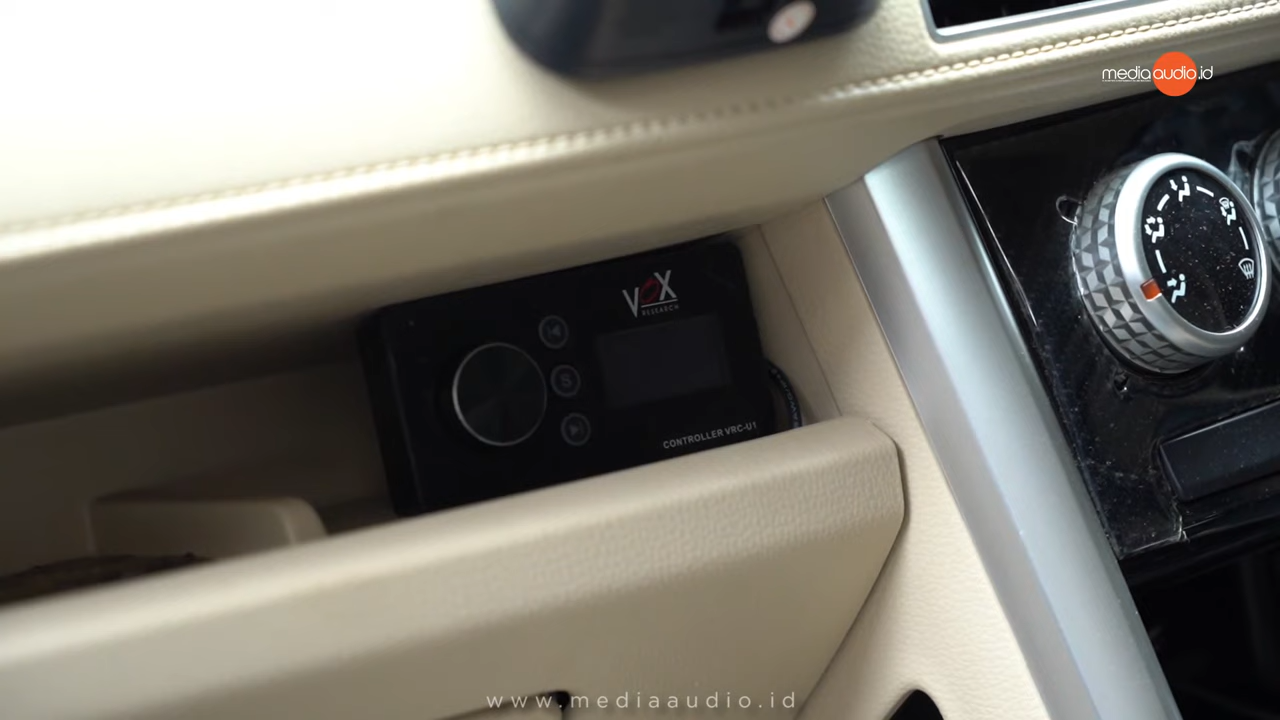 mediaaudio.id
VOX
RESEARCH
S
CONTROLLER VRC-U1
www.mediaaudio.id